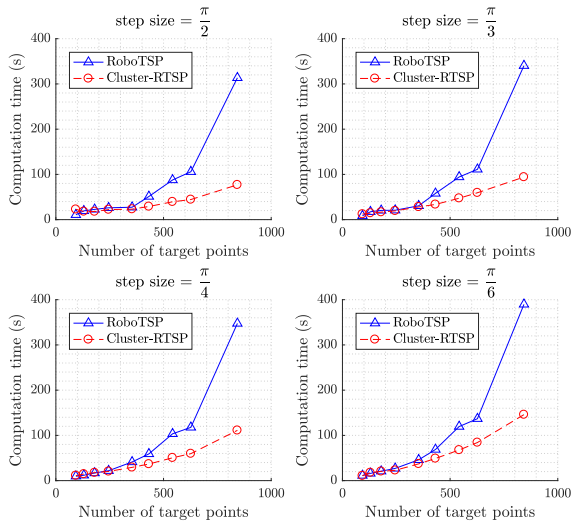 step size = π/2
400
300
200
100
0
Computation time (s)
RoboTSP
Cluster-RTSP
0
500
1000
Number of target points
step size = π/3
400
300
200
100
0
Computation time (s)
RoboTSP
Cluster-RTSP
0
500
1000
Number of target points
step size = π/4
400
300
200
100
0
Computation time (s)
RoboTSP
Cluster-RTSP
0
500
1000
Number of target points
step size = π/6
400
300
200
100
0
Computation time (s)
RoboTSP
Cluster-RTSP
0
500
1000
Number of target points